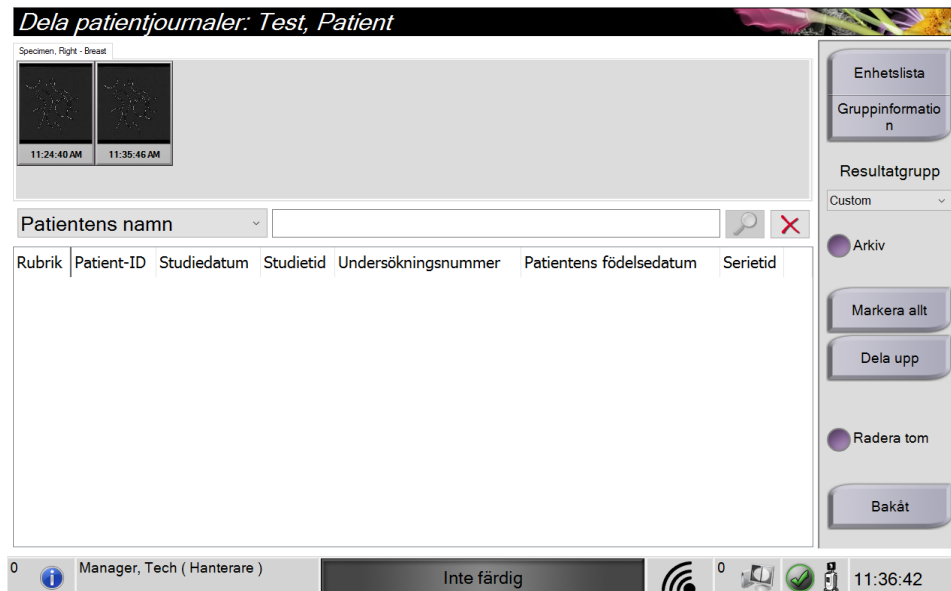 Dela patientjournaler: Test, Patient
Specimen, Right - Breast
11:24:40 AM
11:35:46 AM
Enhetslista
Gruppinformatio
n
Resultatgrupp
Custom
Patientens namn
Arkiv
Rubrik Patient-ID Studiedatum Studietid Undersökningsnummer Patientens födelsedatum Serietid
Markera allt
Dela upp
Radera tom
Bakåt
0
Manager, Tech ( Hanterare )
Inte färdig
0
11:36:42